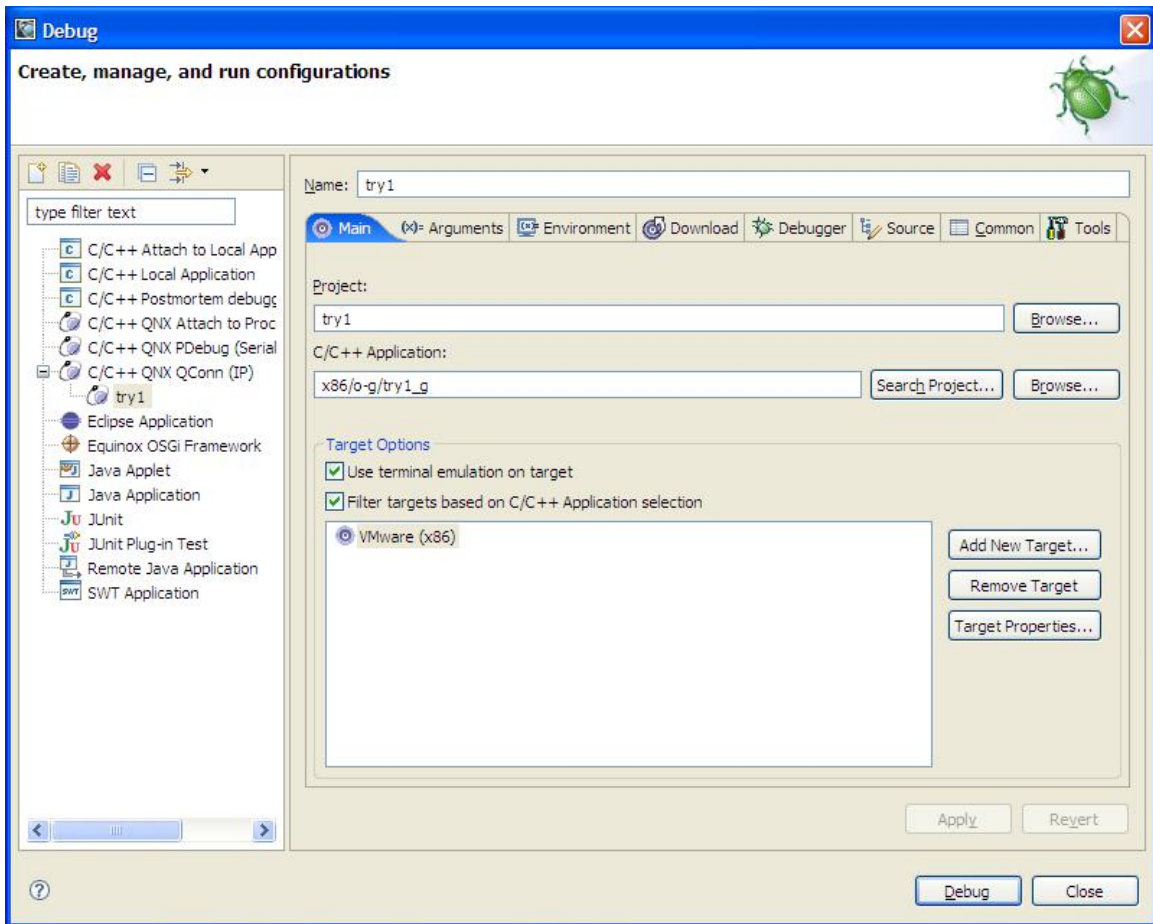 Debug
Create, manage, and run configurations
type filter text
C/C++ Attach to Local App
C/C++ Local Application
C/C++ Postmortem debugg
C/C++ QNX Attach to Proc
C/C++ QNX PDebug (Serial
C/C++ QNX QConn (IP)
try1
Eclipse Application
Equinox OSGi Framework
Java Applet
Java Application
JUnit
JUnit Plug-in Test
Remote Java Application
SWT Application
Name: try1
Main (x)= Arguments Environment Download Debugger Source Common Tools
Project:
try1 Browse...
C/C++ Application:
x86/o-g/try1_g Search Project... Browse...
Target Options
Use terminal emulation on target
Filter targets based on C/C++ Application selection
VMware (x86)
Add New Target...
Remove Target
Target Properties...
Apply Revert
Debug Close